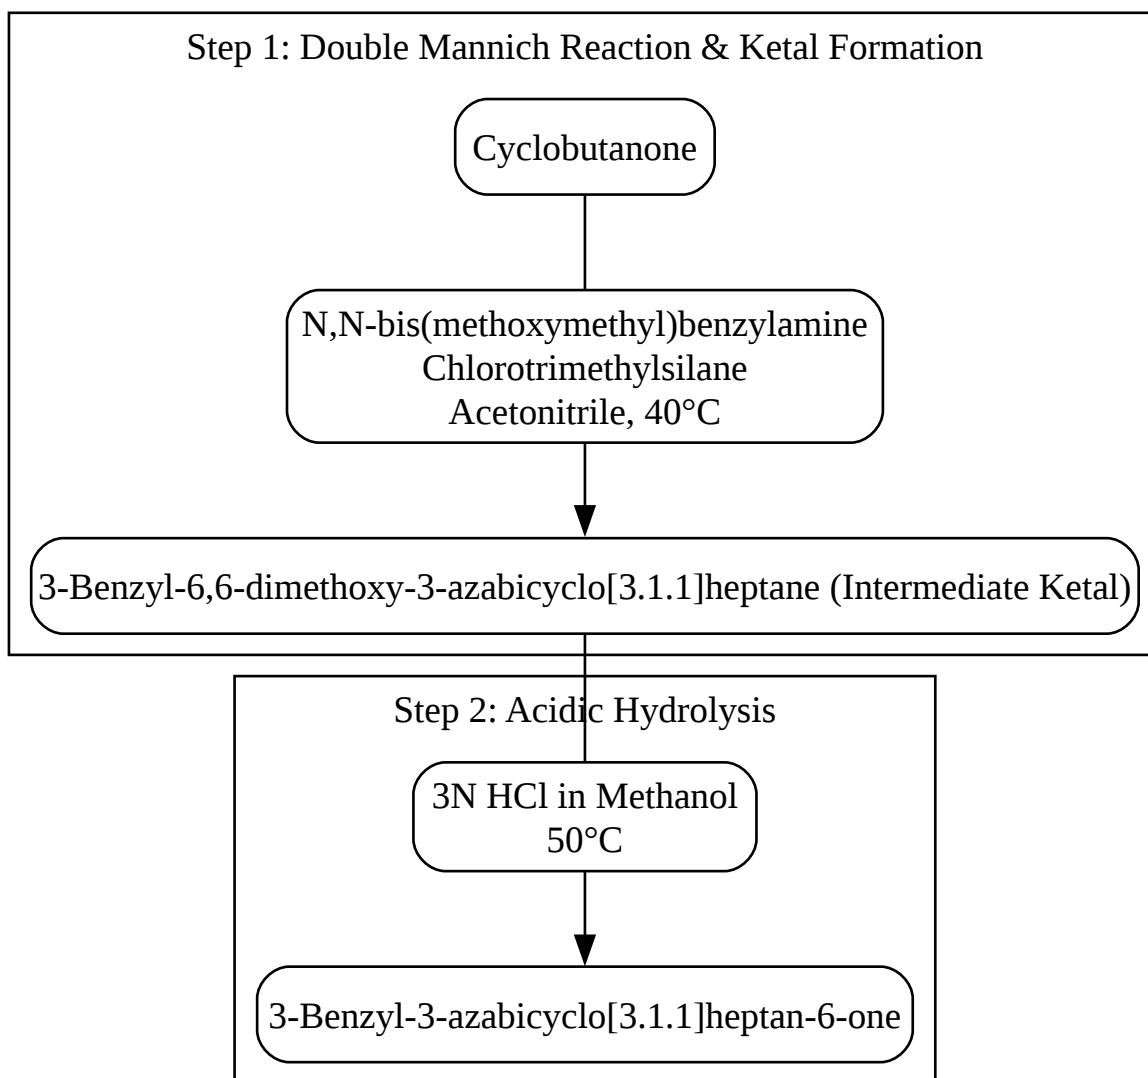 Step 1: Double Mannich Reaction & Ketal Formation
Cyclobutanone
N,N-bis(methoxymethyl)benzylamine
Chlorotrimethylsilane
Acetonitrile, 40°C
3-Benzyl-6,6-dimethoxy-3-azabicyclo[3.1.1]heptane (Intermediate Ketal)
Step 2: Acidic Hydrolysis
3N HCl in Methanol
50°C
3-Benzyl-3-azabicyclo[3.1.1]heptan-6-one